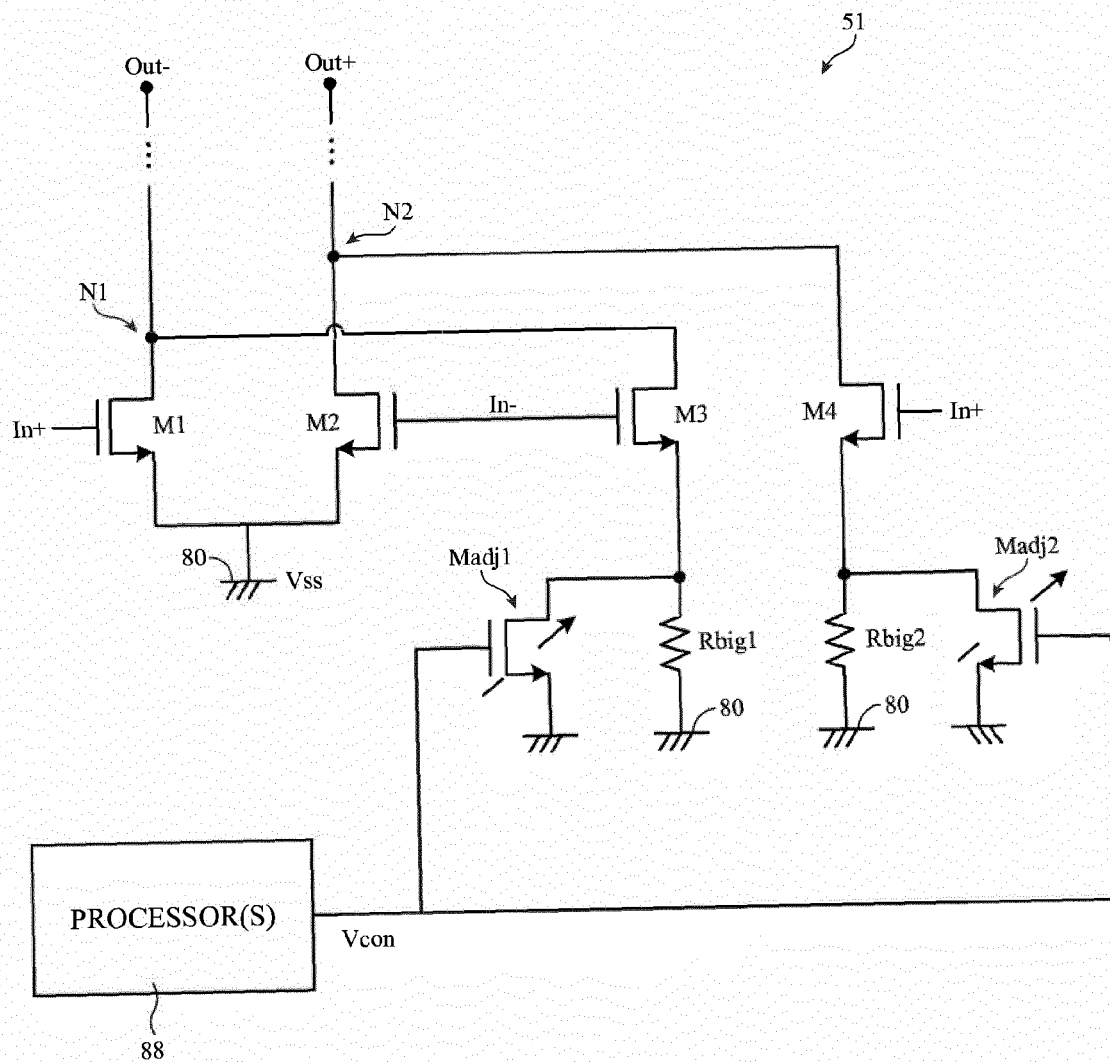 51
Out-
Out+
N2
N1
In+
M1
M2
In-
M3
M4
In+
80
Vss
Madj1
Madj2
Rbig1
Rbig2
80
80
PROCESSOR(S)
Vcon
88